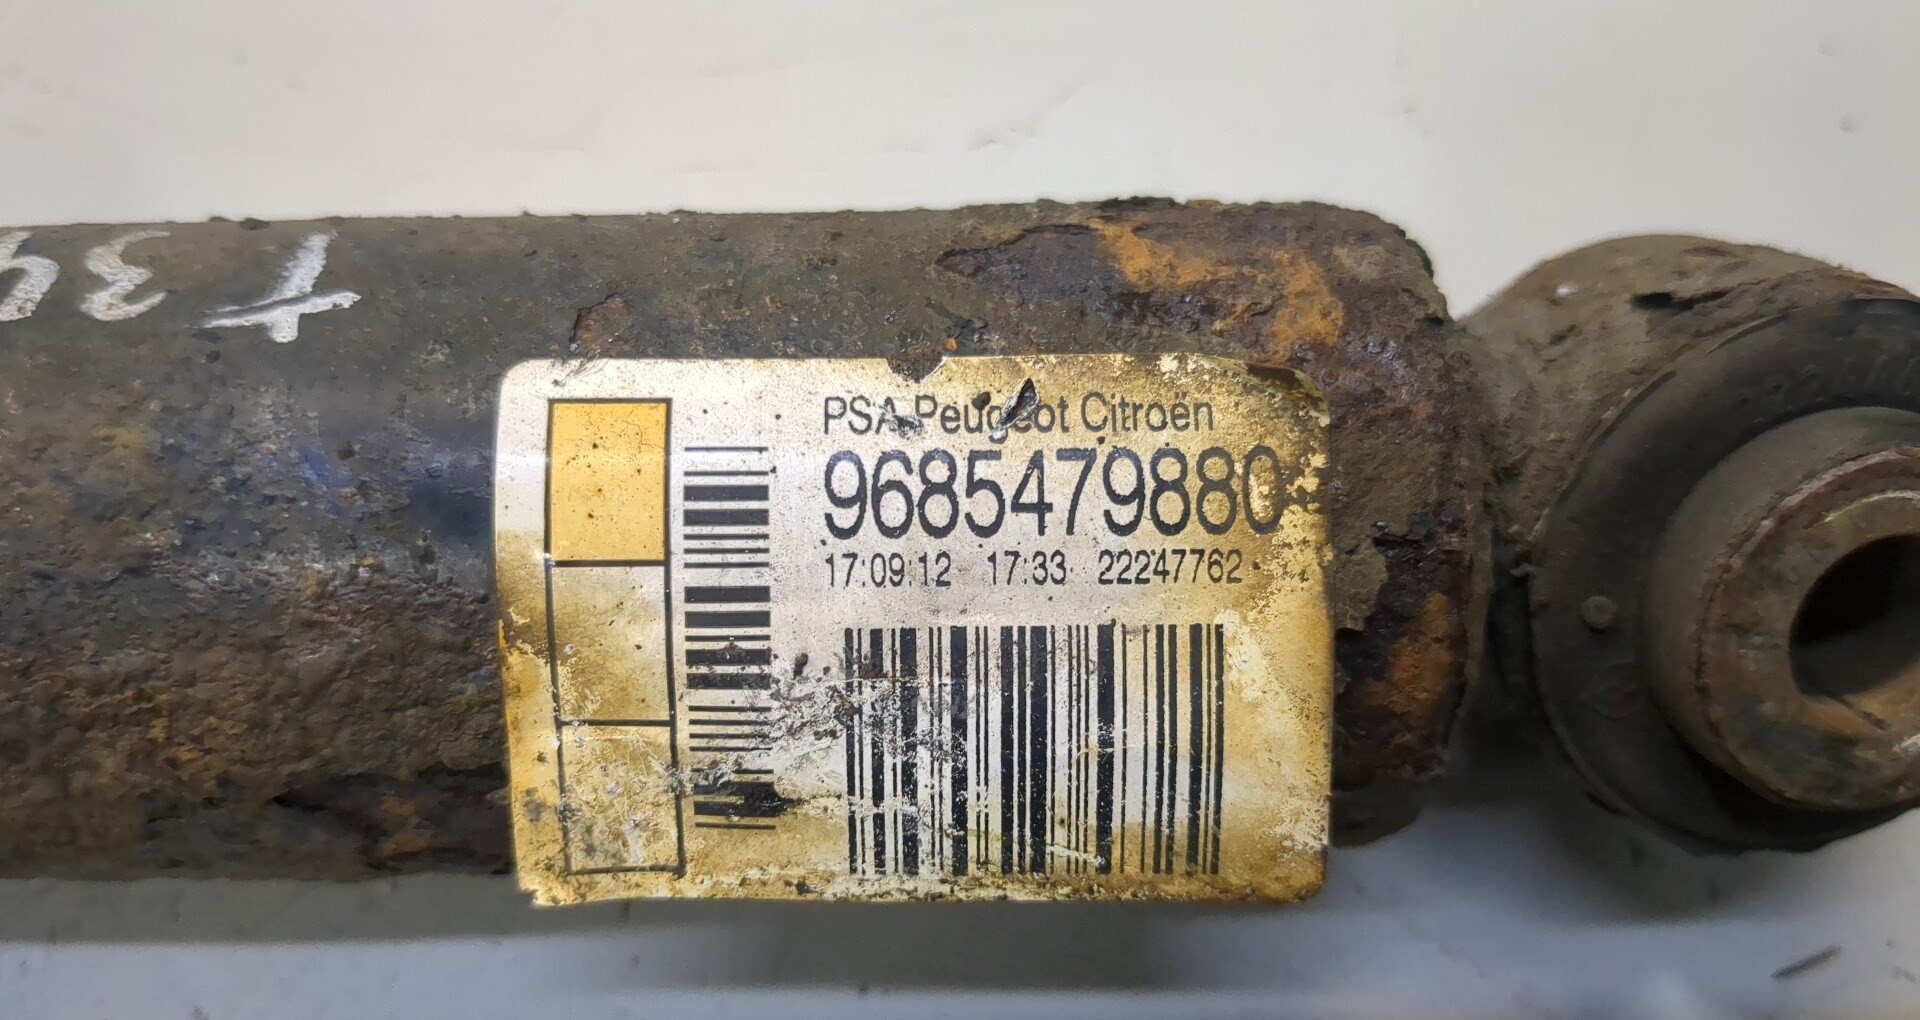 PSA Peugeot Citroën
9685479880
17.09.12 17:33 22247762